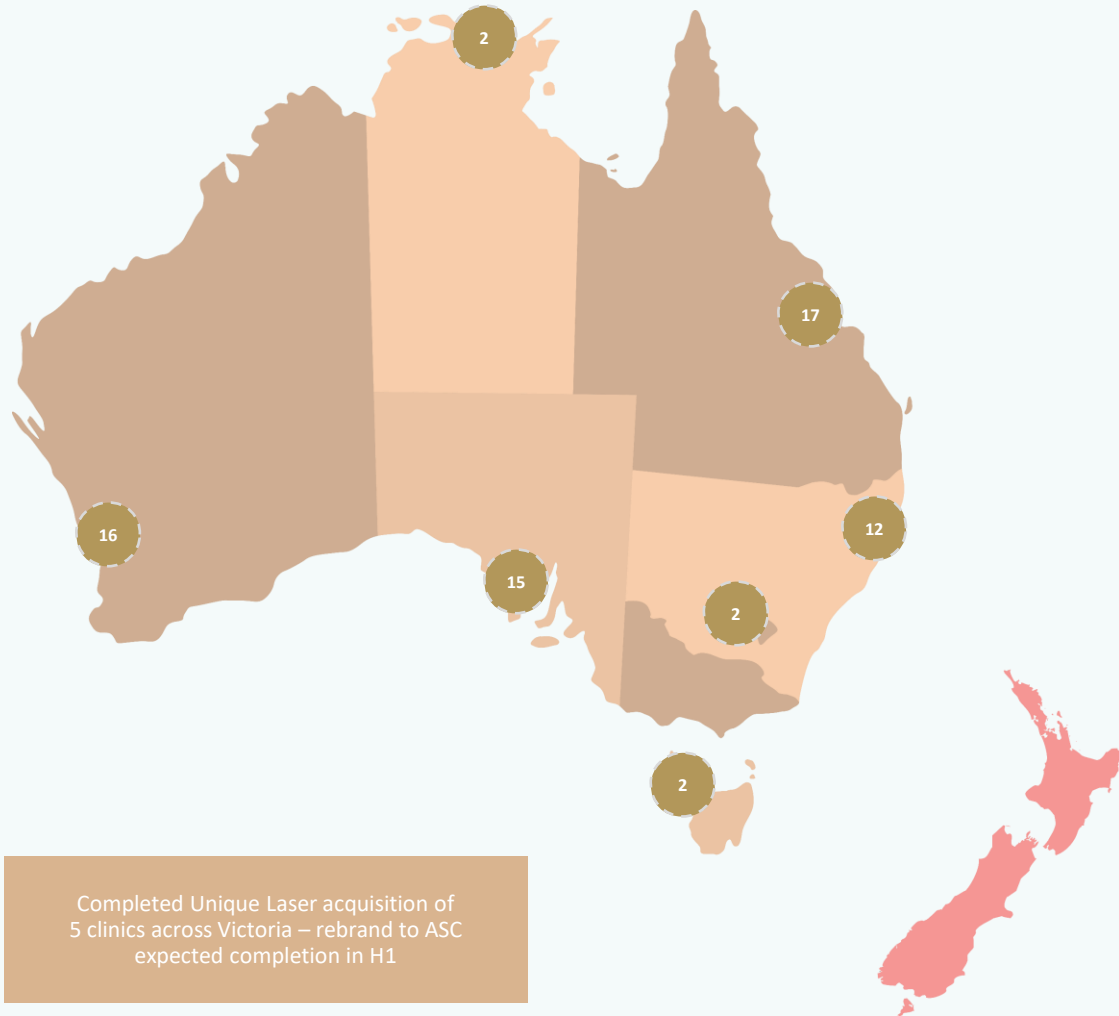 2
17
16
12
15
2
2
Completed Unique Laser acquisition of
5 clinics across Victoria – rebrand to ASC
expected completion in H1